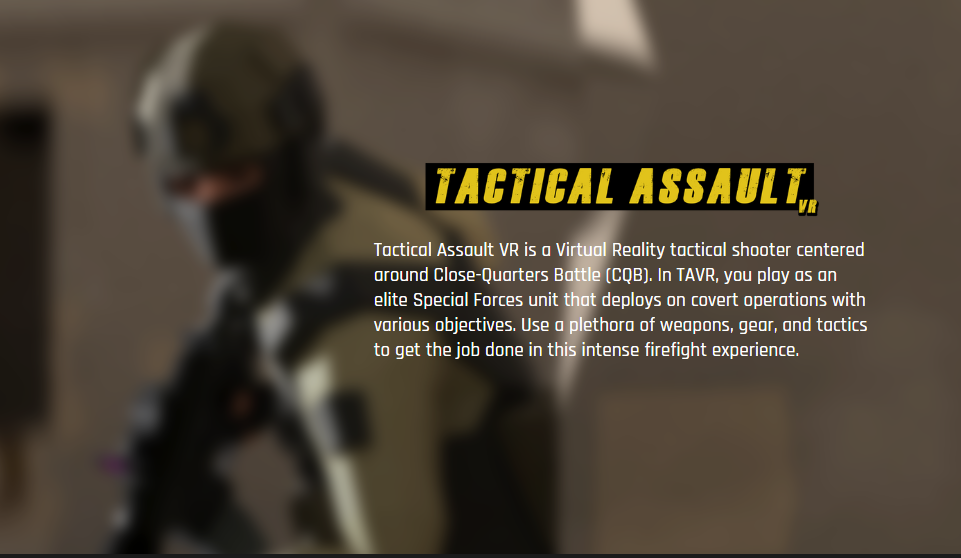 TACTICAL ASSAULT
VR
Tactical Assault VR is a Virtual Reality tactical shooter centered
around Close-Quarters Battle (CQB). In TAVR, you play as an
elite Special Forces unit that deploys on covert operations with
various objectives. Use a plethora of weapons, gear, and tactics
to get the job done in this intense firefight experience.